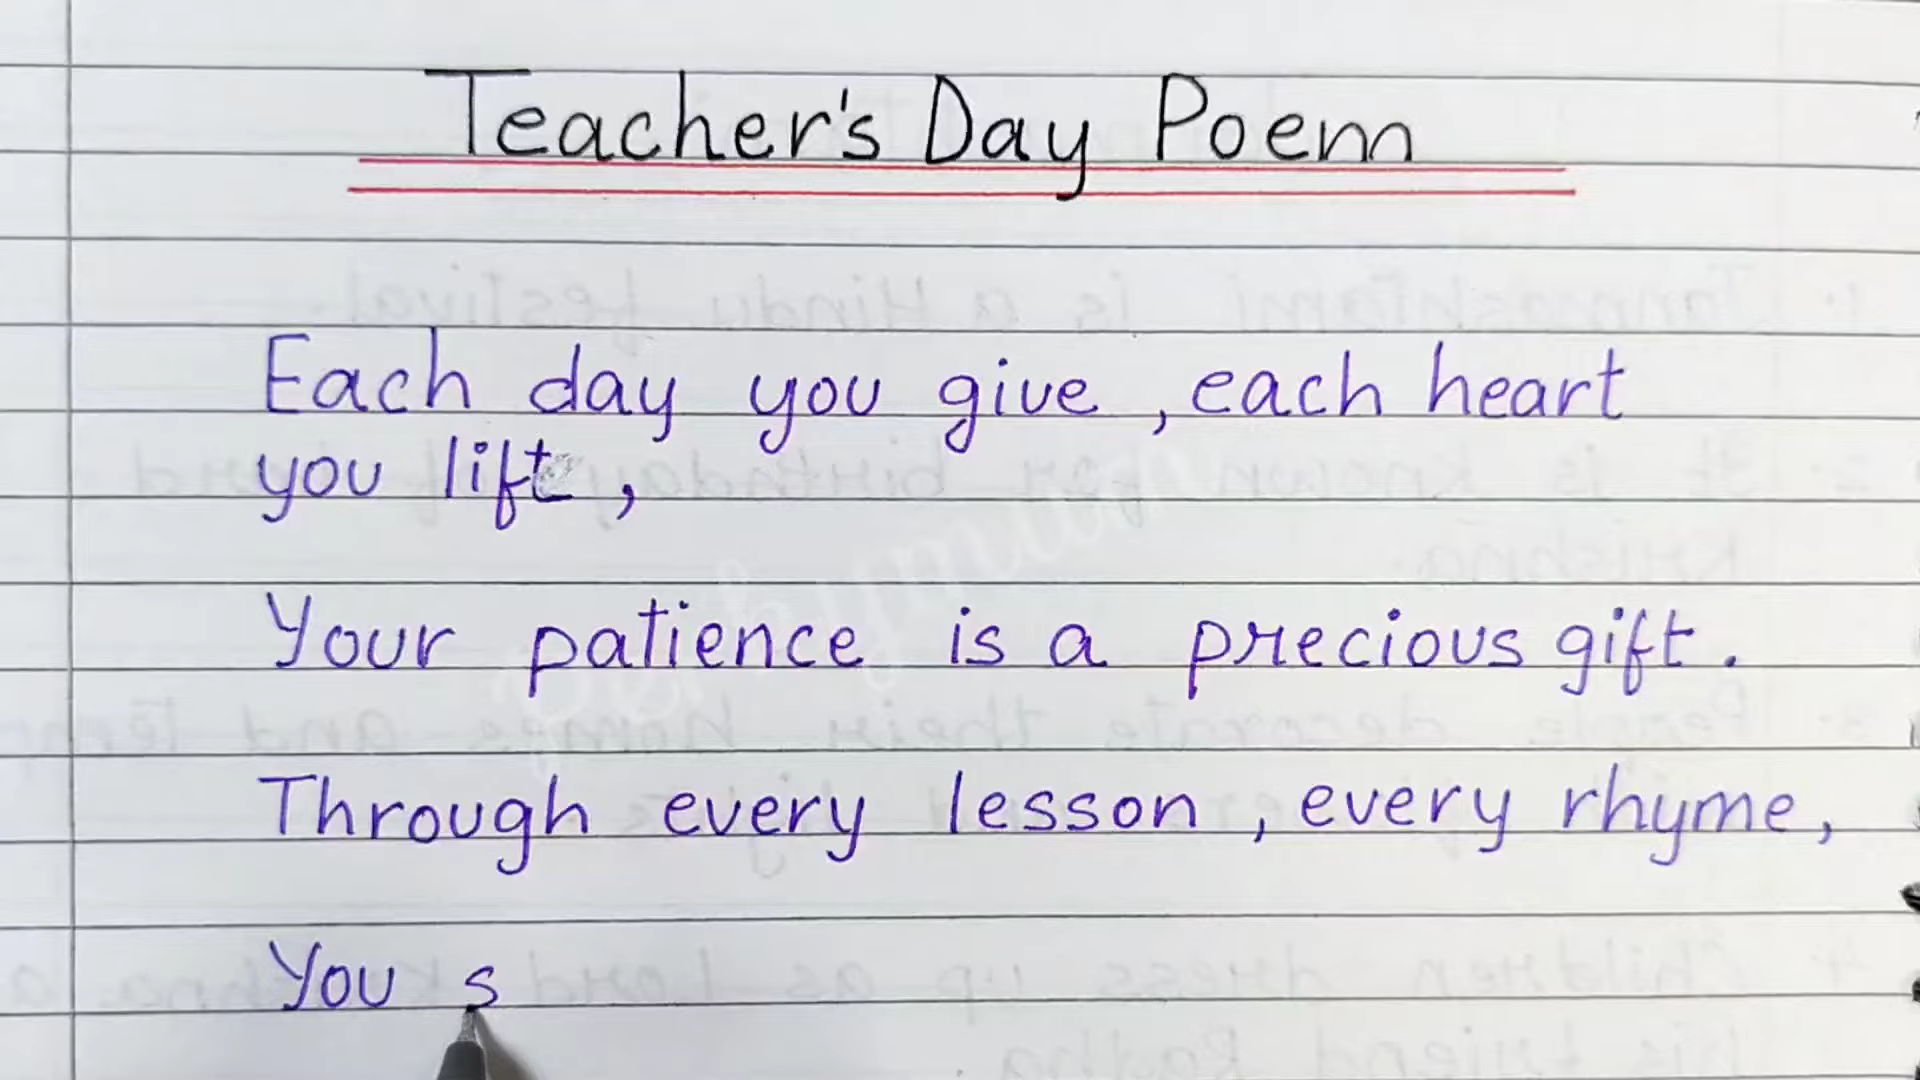 Teacher's Day Poem
Each day you give, each heart
you lift,
Your patience is a precious gift.
Through every lesson, every rhyme,
You s